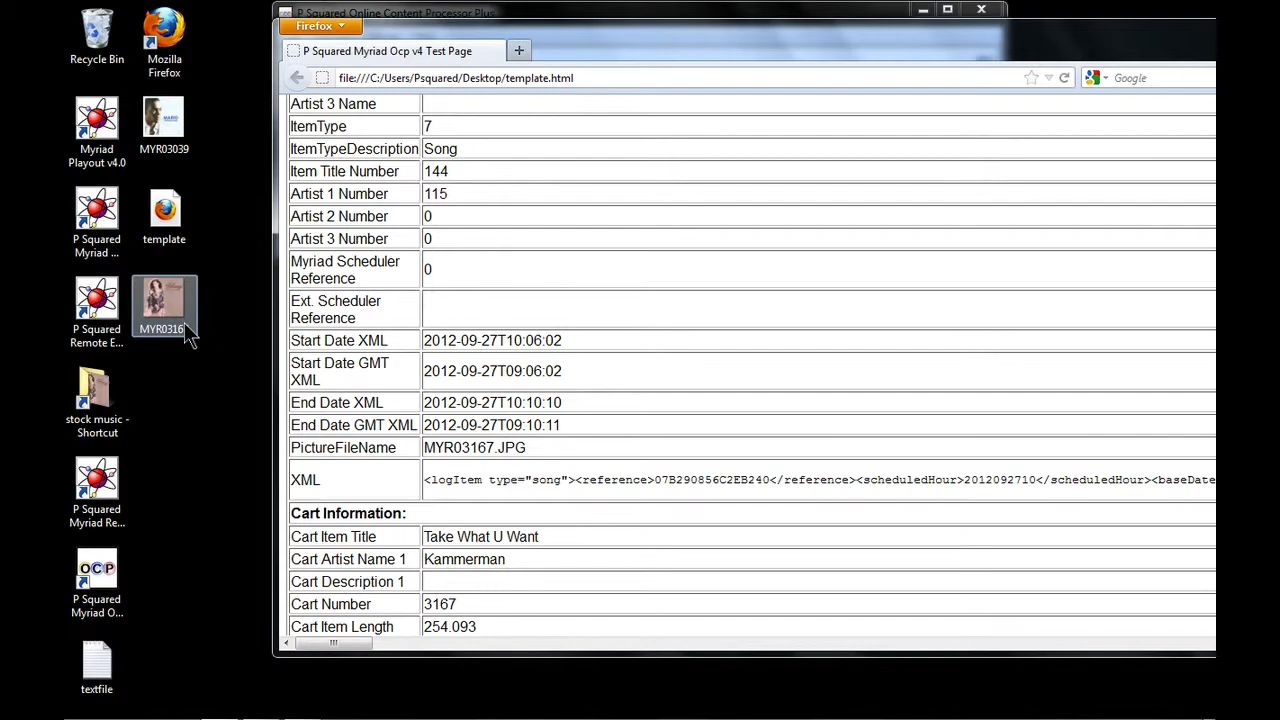 Recycle Bin
Mozilla
Firefox
Myriad
Playout v4.0
MYR03039
P Squared
Myriad ...
template
P Squared
Remote E...
MYR0316
stock music -
Shortcut
P Squared
Myriad Re...
OCP
P Squared
Myriad O...
textfile
P Squared Online Content Processor Plus
Firefox
P Squared Myriad Ocp v4 Test Page
file:///C:/Users/Psquared/Desktop/template.html
Google
Artist 3 Name
ItemType 7
ItemTypeDescription Song
Item Title Number 144
Artist 1 Number 115
Artist 2 Number 0
Artist 3 Number 0
Myriad Scheduler
Reference 0
Ext. Scheduler
Reference
Start Date XML 2012-09-27T10:06:02
Start Date GMT
XML 2012-09-27T09:06:02
End Date XML 2012-09-27T10:10:10
End Date GMT XML 2012-09-27T09:10:11
PictureFileName MYR03167.JPG
XML <logItem type="song"><reference>07B290856C2EB240</reference><scheduledHour>2012092710</scheduledHour><baseDate
Cart Information:
Cart Item Title Take What U Want
Cart Artist Name 1 Kammerman
Cart Description 1
Cart Number 3167
Cart Item Length 254.093